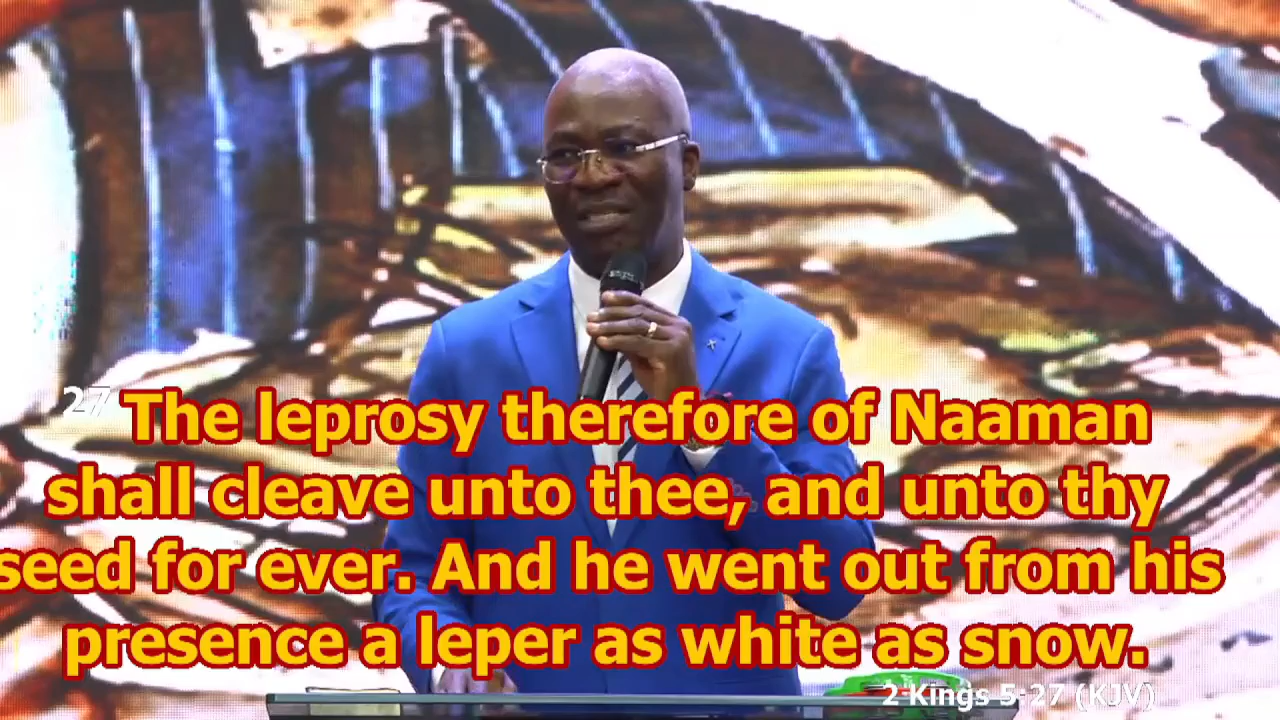 27 The leprosy therefore of Naaman
shall cleave unto thee, and unto thy
seed for ever. And he went out from his
presence a leper as white as snow.
2 Kings 5:27 (KJV)